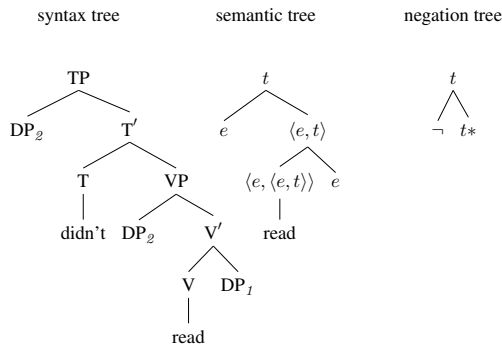 syntax tree semantic tree negation tree
TP t t
DP2 T′ e ⟨e, t⟩ ¬ t∗
T VP ⟨e, ⟨e, t⟩⟩ e
didn't DP2 V′ read
V DP1
read